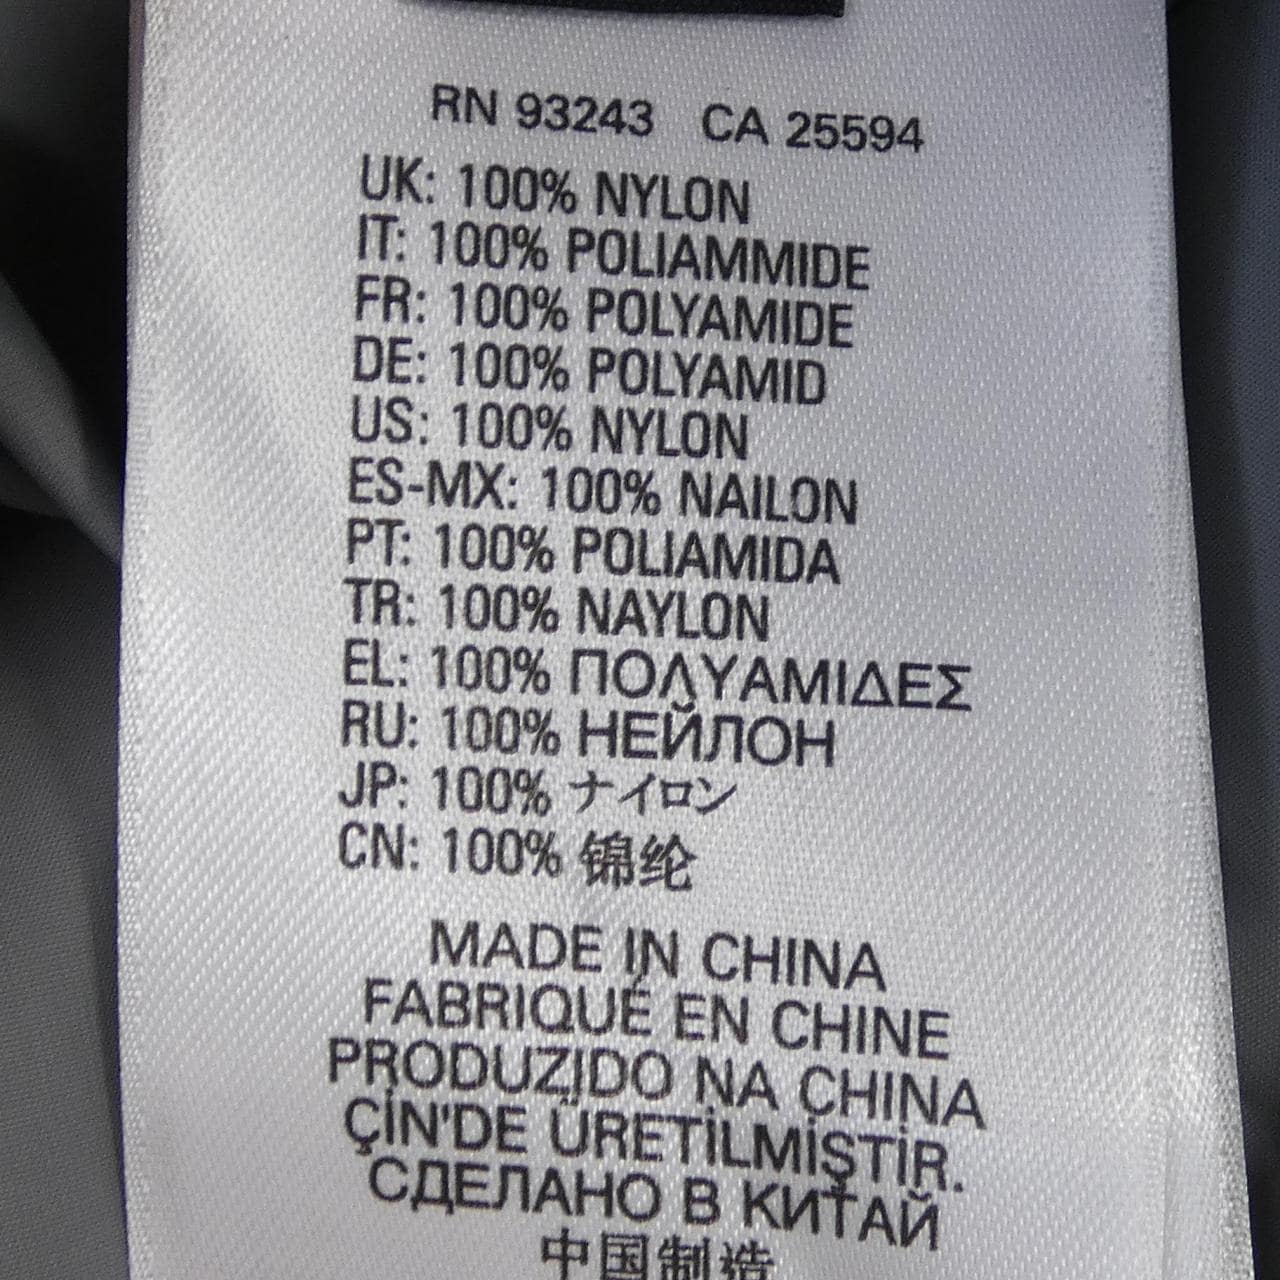 RN 93243 CA 25594
UK: 100% NYLON
IT: 100% POLIAMMIDE
FR: 100% POLYAMIDE
DE: 100% POLYAMID
US: 100% NYLON
ES-MX: 100% NAILON
PT: 100% POLIAMIDA
TR: 100% NAYLON
EL: 100% ΠΟΛΥΑΜΙΔΕΣ
RU: 100% НЕЙЛОН
JP: 100% ナイロン
CN: 100% 锦纶
MADE IN CHINA
FABRIQUÉ EN CHINE
PRODUZIDO NA CHINA
ÇİN'DE ÜRETİLMİŞTİR.
СДЕЛАНО В КИТАЙ
中国制造